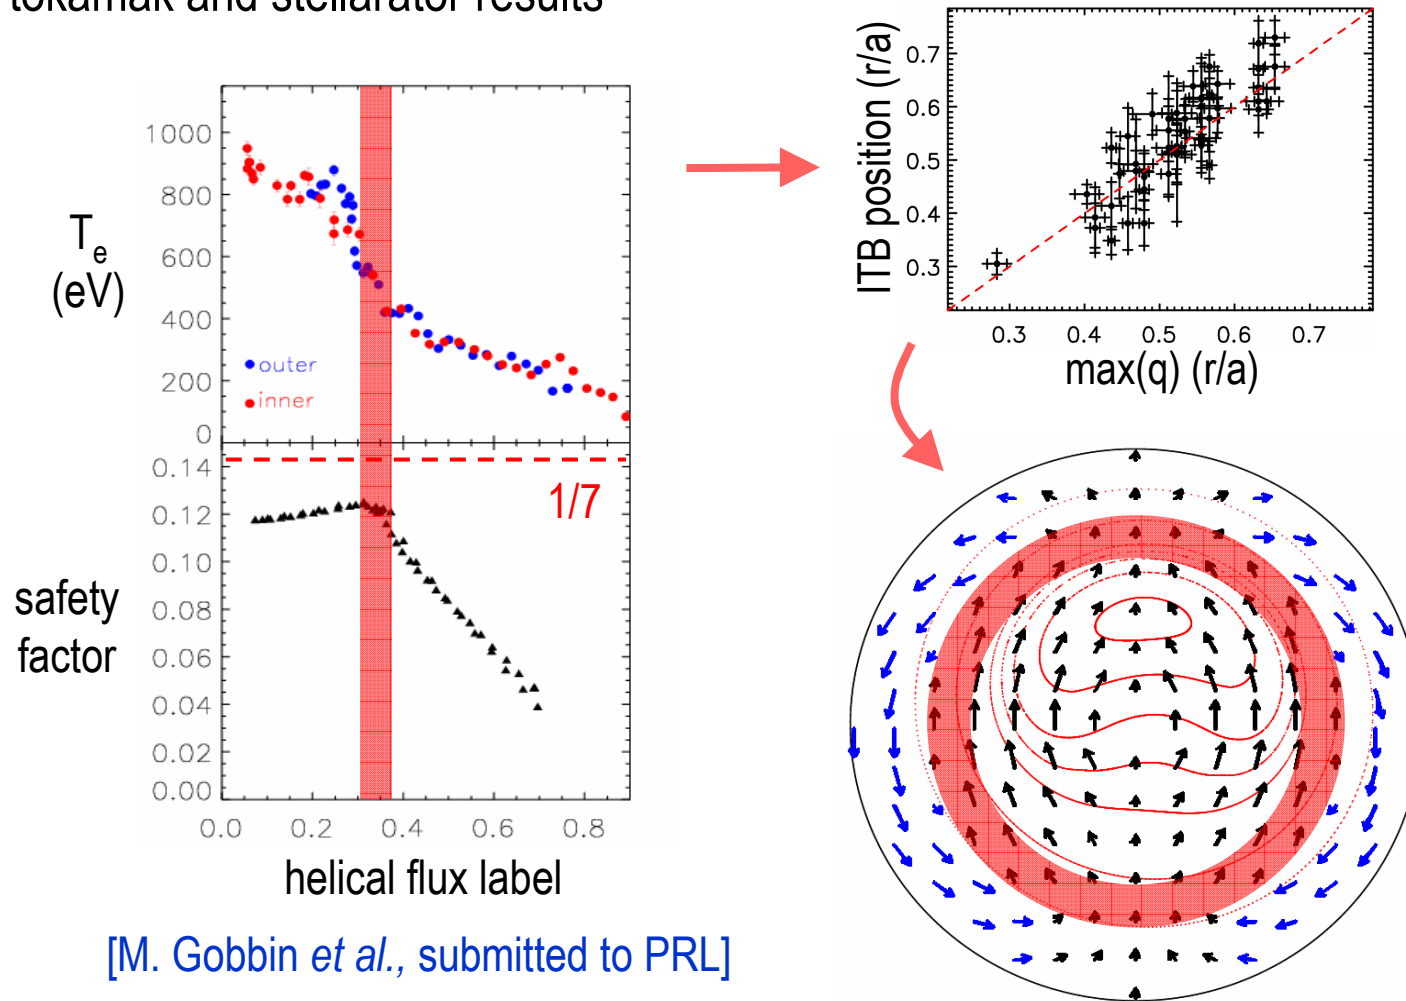 tokamak and stellarator results
1000
800
600
400
200
0
T_e
(eV)
outer
inner
0.14
0.12
0.10
0.08
0.06
0.04
0.02
0.00
1/7
safety
factor
0.0 0.2 0.4 0.6 0.8
helical flux label
[M. Gobbin et al., submitted to PRL]
ITB position (r/a)
0.7
0.6
0.5
0.4
0.3
0.3 0.4 0.5 0.6 0.7
max(q) (r/a)